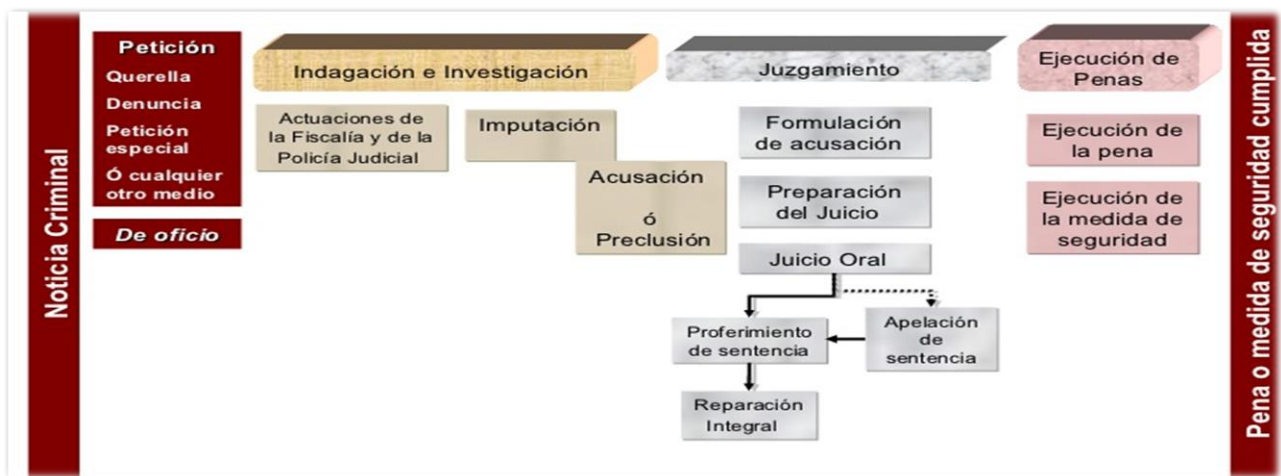 Noticia Criminal
Petición
Querella
Denuncia
Petición
especial
Ó cualquier
otro medio
De oficio
Indagación e Investigación
Actuaciones de
la Fiscalía y de la
Policía Judicial
Imputación
Acusación
ó
Preclusión
Juzgamiento
Formulación
de acusación
Preparación
del Juicio
Juicio Oral
Proferimiento
de sentencia
Apelación
de
sentencia
Reparación
Integral
Ejecución de
Penas
Ejecución de
la pena
Ejecución de
la medida de
seguridad
Pena o medida de seguridad cumplida